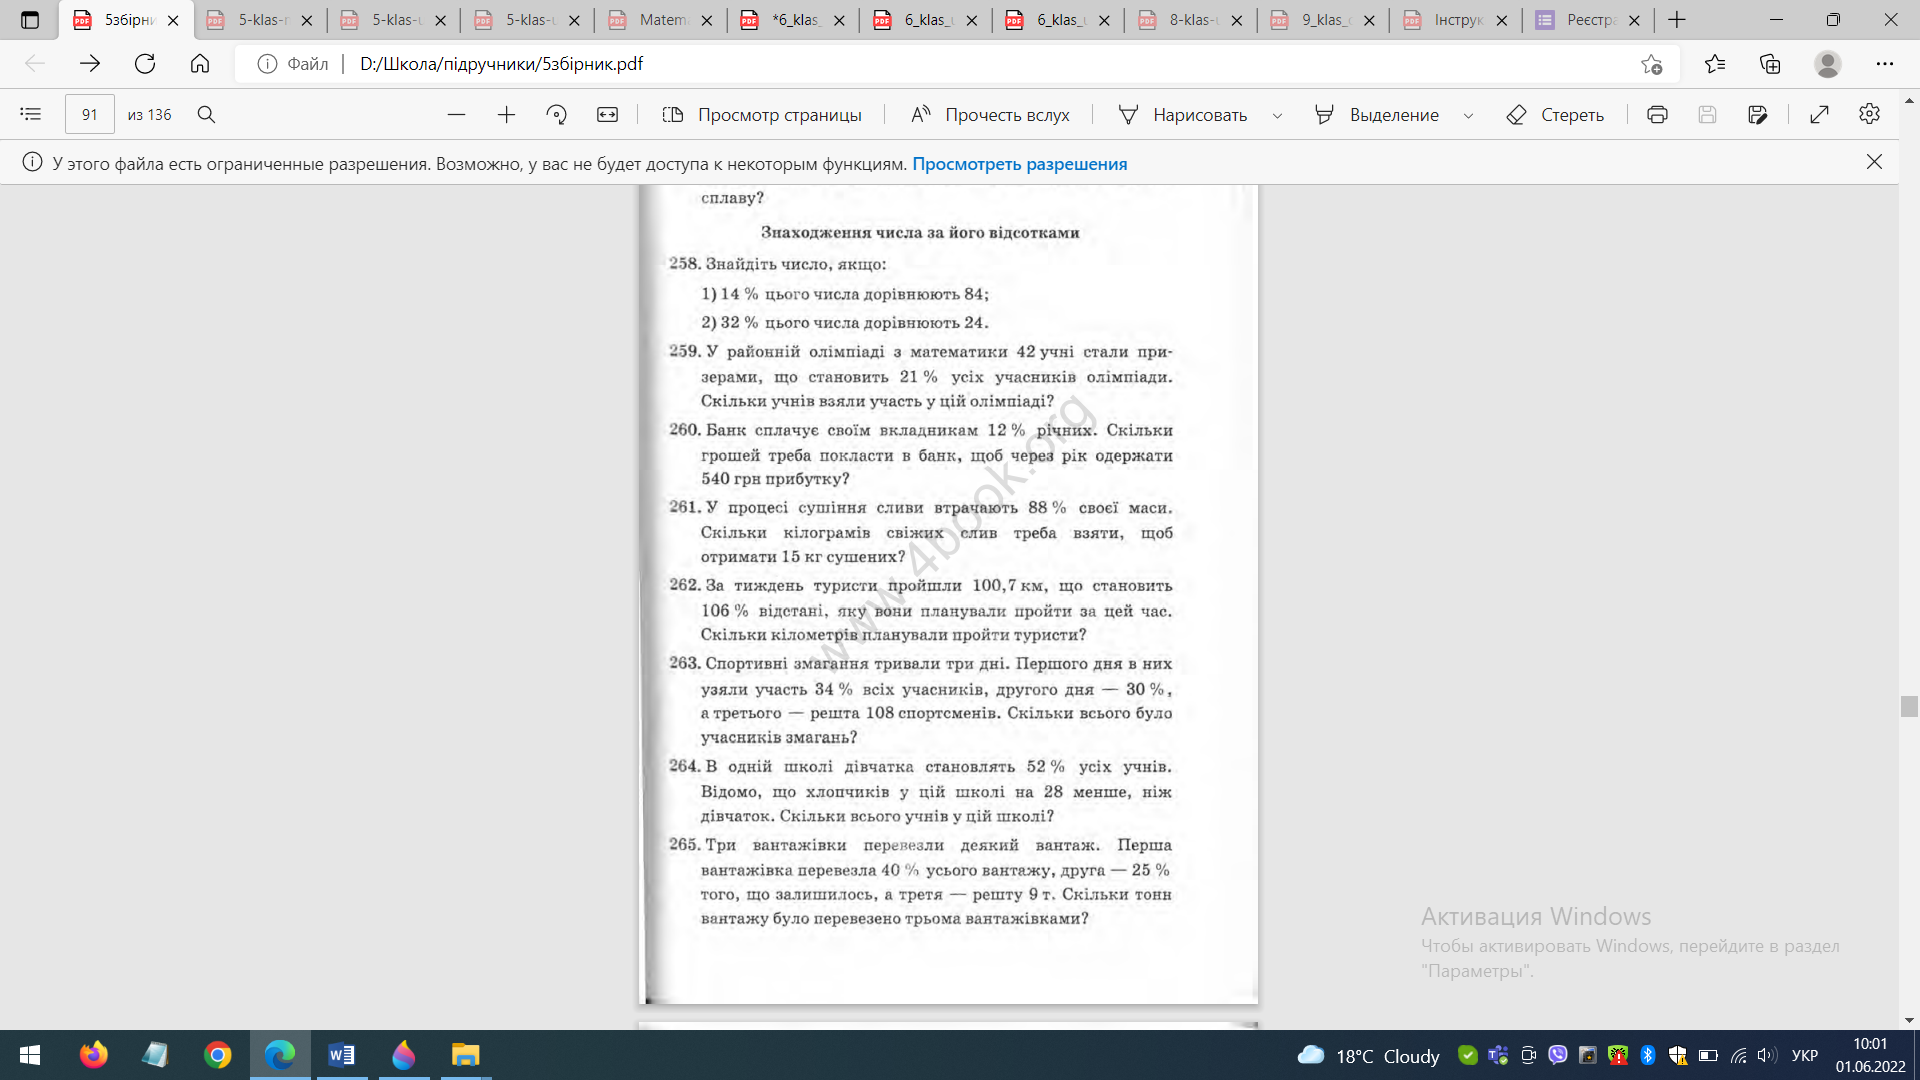 5збірни
5-klas-
5-klas-
5-klas-
Matem
*6_klas_
6_klas_
6_klas_
8-klas-
9_klas_
Інструк
Реєстра
Файл
D:/Школа/підручники/5збірник.pdf
91
из 136
Просмотр страницы
Прочесть вслух
Нарисовать
Выделение
Стереть
У этого файла есть ограниченные разрешения. Возможно, у вас не будет доступа к некоторым функциям. Просмотреть разрешения
сплаву?
Знаходження числа за його відсотками
258. Знайдіть число, якщо:
1) 14 % цього числа дорівнюють 84;
2) 32 % цього числа дорівнюють 24.
259. У районній олімпіаді з математики 42 учні стали при-
зерами, що становить 21 % усіх учасників олімпіади.
Скільки учнів взяли участь у цій олімпіаді?
260. Банк сплачує своїм вкладникам 12 % річних. Скільки
грошей треба покласти в банк, щоб через рік одержати
540 грн прибутку?
261. У процесі сушіння сливи втрачають 88 % своєї маси.
Скільки кілограмів свіжих слив треба взяти, щоб
отримати 15 кг сушених?
262. За тиждень туристи пройшли 100,7 км, що становить
106 % відстані, яку вони планували пройти за цей час.
Скільки кілометрів планували пройти туристи?
263. Спортивні змагання тривали три дні. Першого дня в них
узяли участь 34 % всіх учасників, другого дня — 30 %,
а третього — решта 108 спортсменів. Скільки всього було
учасників змагань?
264. В одній школі дівчатка становлять 52 % усіх учнів.
Відомо, що хлопчиків у цій школі на 28 менше, ніж
дівчаток. Скільки всього учнів у цій школі?
265. Три вантажівки перевезли деякий вантаж. Перша
вантажівка перевезла 40 % усього вантажу, друга — 25 %
того, що залишилось, а третя — решту 9 т. Скільки тонн
вантажу було перевезено трьома вантажівками?
www.4book.org
Активация Windows
Чтобы активировать Windows, перейдите в раздел
"Параметры".
18°C Cloudy
УКР
10:01
01.06.2022